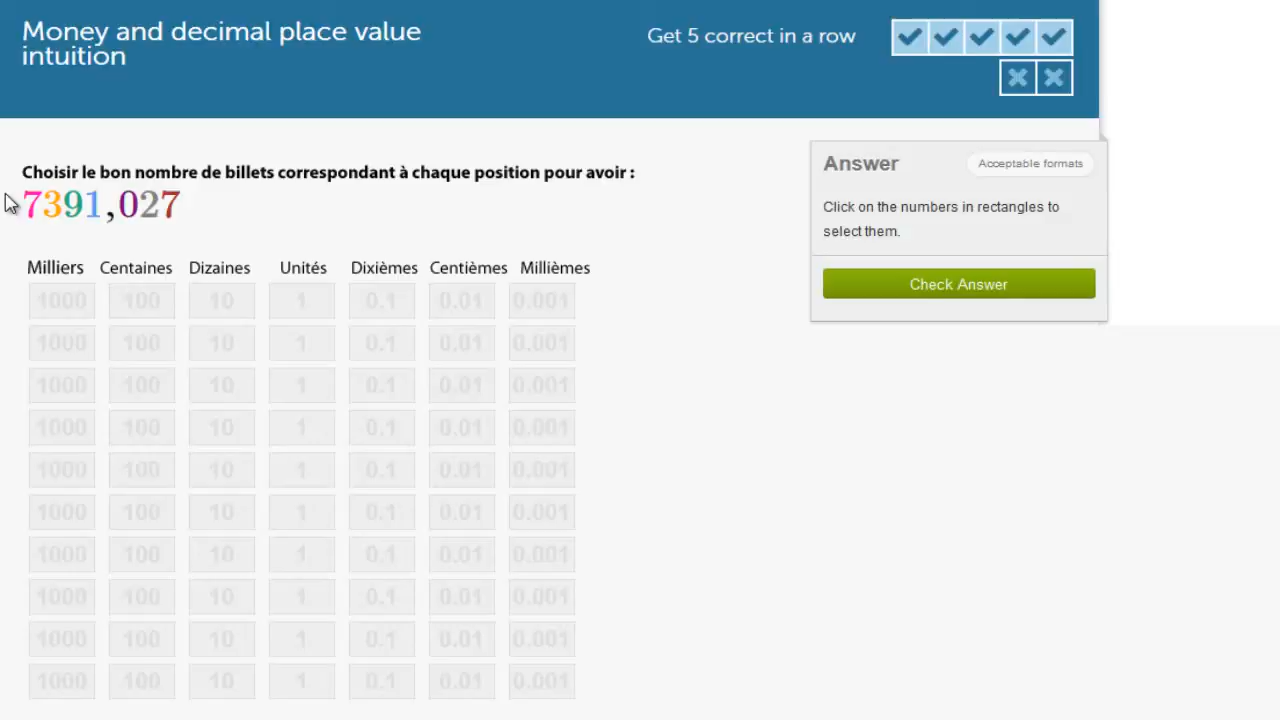 Money and decimal place value
intuition
Get 5 correct in a row
Choisir le bon nombre de billets correspondant à chaque position pour avoir :
7391,027
Answer
Acceptable formats
Click on the numbers in rectangles to
select them.
Check Answer
Milliers Centaines Dizaines Unités Dixièmes Centièmes Millièmes
1000 100 10 1 0.1 0.01 0.001
1000 100 10 1 0.1 0.01 0.001
1000 100 10 1 0.1 0.01 0.001
1000 100 10 1 0.1 0.01 0.001
1000 100 10 1 0.1 0.01 0.001
1000 100 10 1 0.1 0.01 0.001
1000 100 10 1 0.1 0.01 0.001
1000 100 10 1 0.1 0.01 0.001
1000 100 10 1 0.1 0.01 0.001
1000 100 10 1 0.1 0.01 0.001